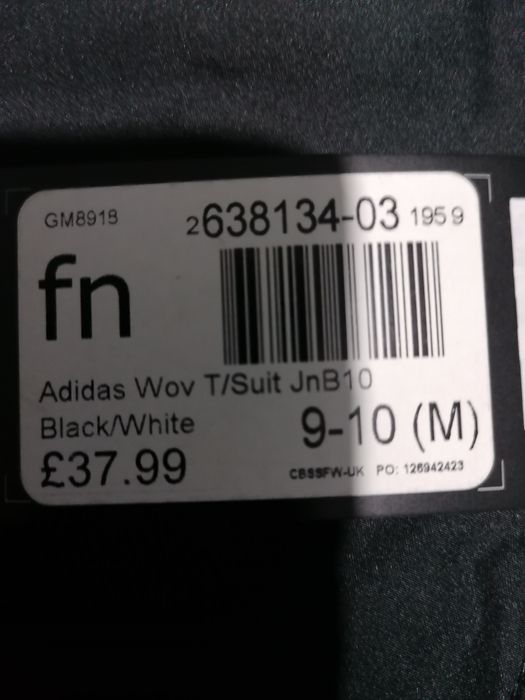 GM8918
2638134-03 1959
fn
Adidas Wov T/Suit JnB10
Black/White
9-10 (M)
£37.99
CBSSFW-UK PO: 126942423